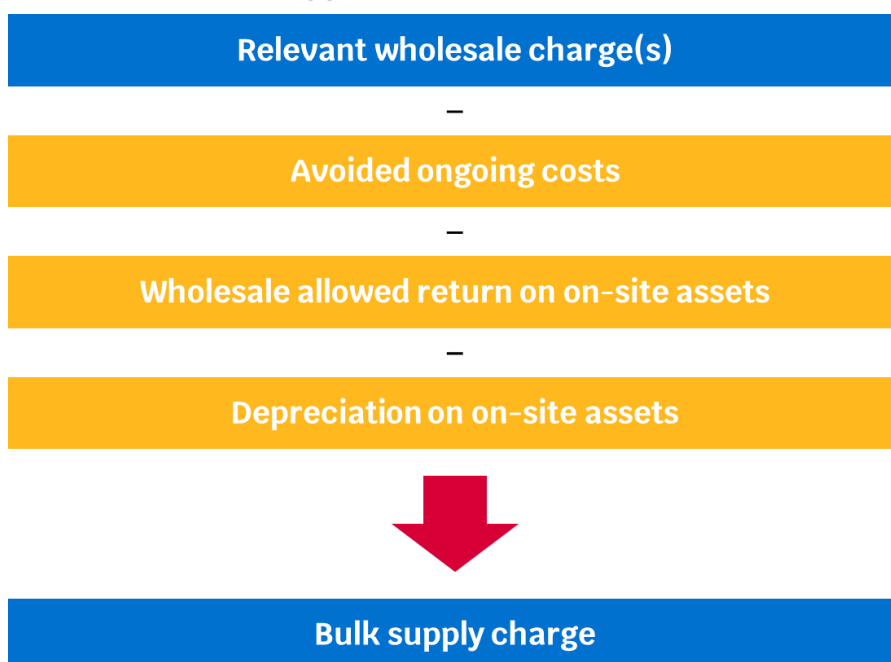 Relevant wholesale charge(s)
–
Avoided ongoing costs
–
Wholesale allowed return on on-site assets
–
Depreciation on on-site assets
Bulk supply charge